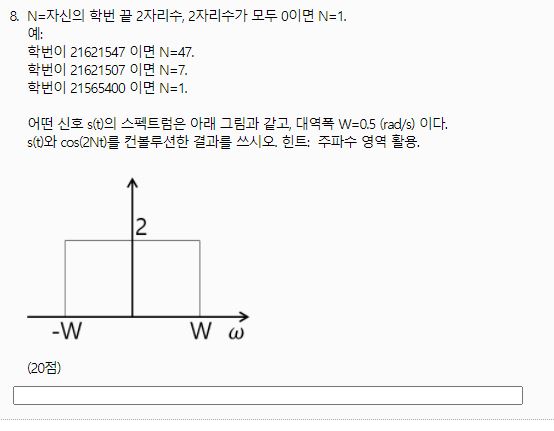 8. N=자신의 학번 끝 2자리수, 2자리수가 모두 0이면 N=1.
예:
학번이 21621547 이면 N=47.
학번이 21621507 이면 N=7.
학번이 21565400 이면 N=1.
어떤 신호 s(t)의 스펙트럼은 아래 그림과 같고, 대역폭 W=0.5 (rad/s) 이다.
s(t)와 cos(2Nt)를 컨볼루션한 결과를 쓰시오. 힌트: 주파수 영역 활용.
2
-W W ω
(20점)